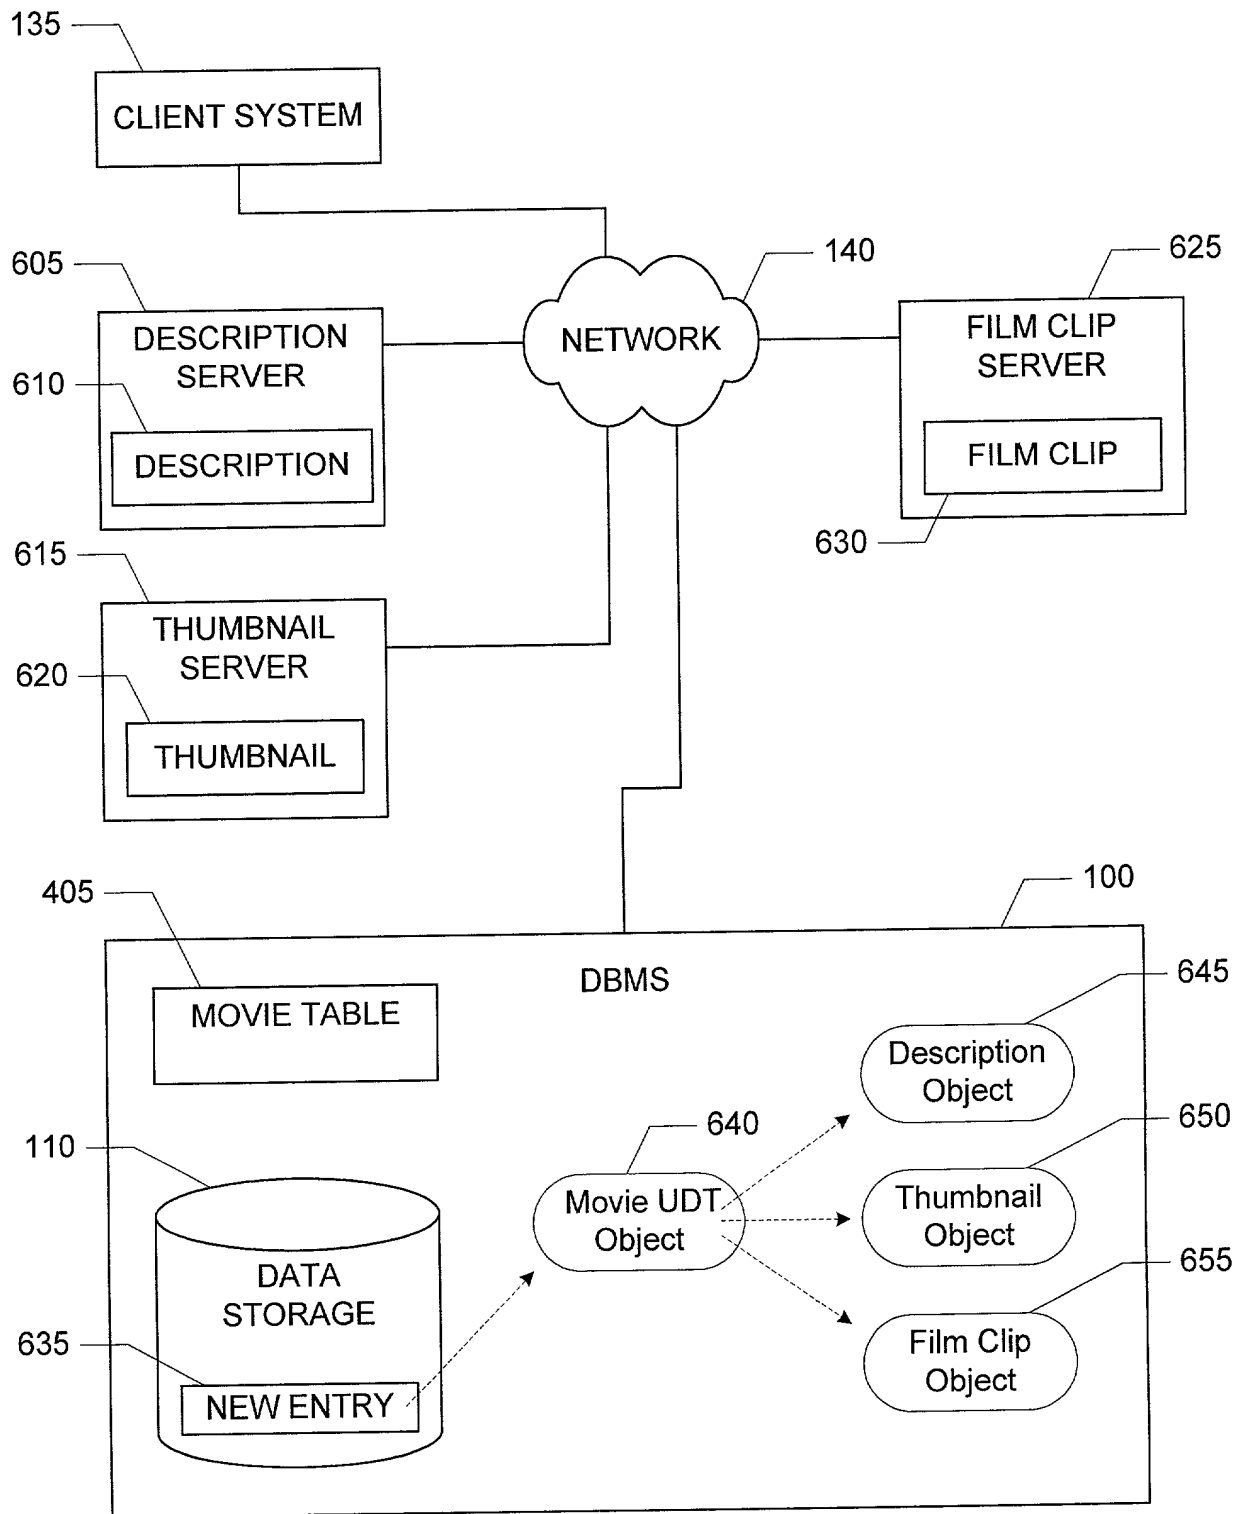 135
CLIENT SYSTEM
605
DESCRIPTION
SERVER
610
DESCRIPTION
140
NETWORK
625
FILM CLIP
SERVER
FILM CLIP
630
615
THUMBNAIL
SERVER
620
THUMBNAIL
405
MOVIE TABLE
100
DBMS
645
Description
Object
640
Movie UDT
Object
650
Thumbnail
Object
655
Film Clip
Object
110
DATA
STORAGE
635
NEW ENTRY